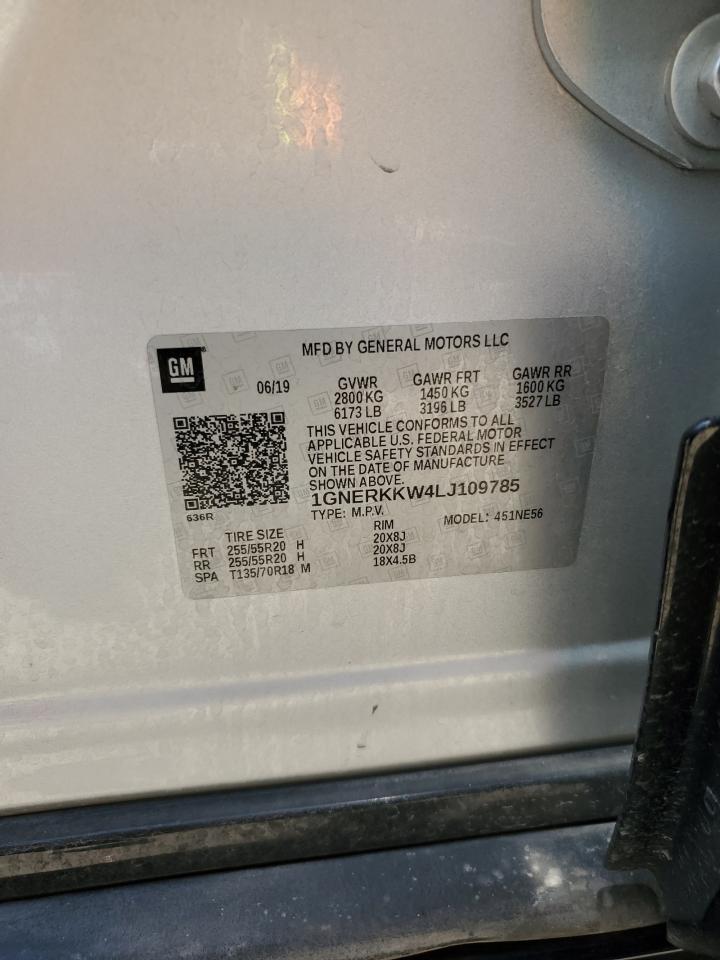 MFD BY GENERAL MOTORS LLC
GM
06/19 GVWR GAWR FRT GAWR RR
2800 KG 1450 KG 1600 KG
6173 LB 3196 LB 3527 LB
THIS VEHICLE CONFORMS TO ALL
APPLICABLE U.S. FEDERAL MOTOR
VEHICLE SAFETY STANDARDS IN EFFECT
ON THE DATE OF MANUFACTURE
SHOWN ABOVE.
1GNERKKW4LJ109785
636R
TYPE: M.P.V. MODEL: 451NE56
TIRE SIZE RIM
FRT 255/55R20 H 20X8J
RR 255/55R20 H 20X8J
SPA T135/70R18 M 18X4.5B